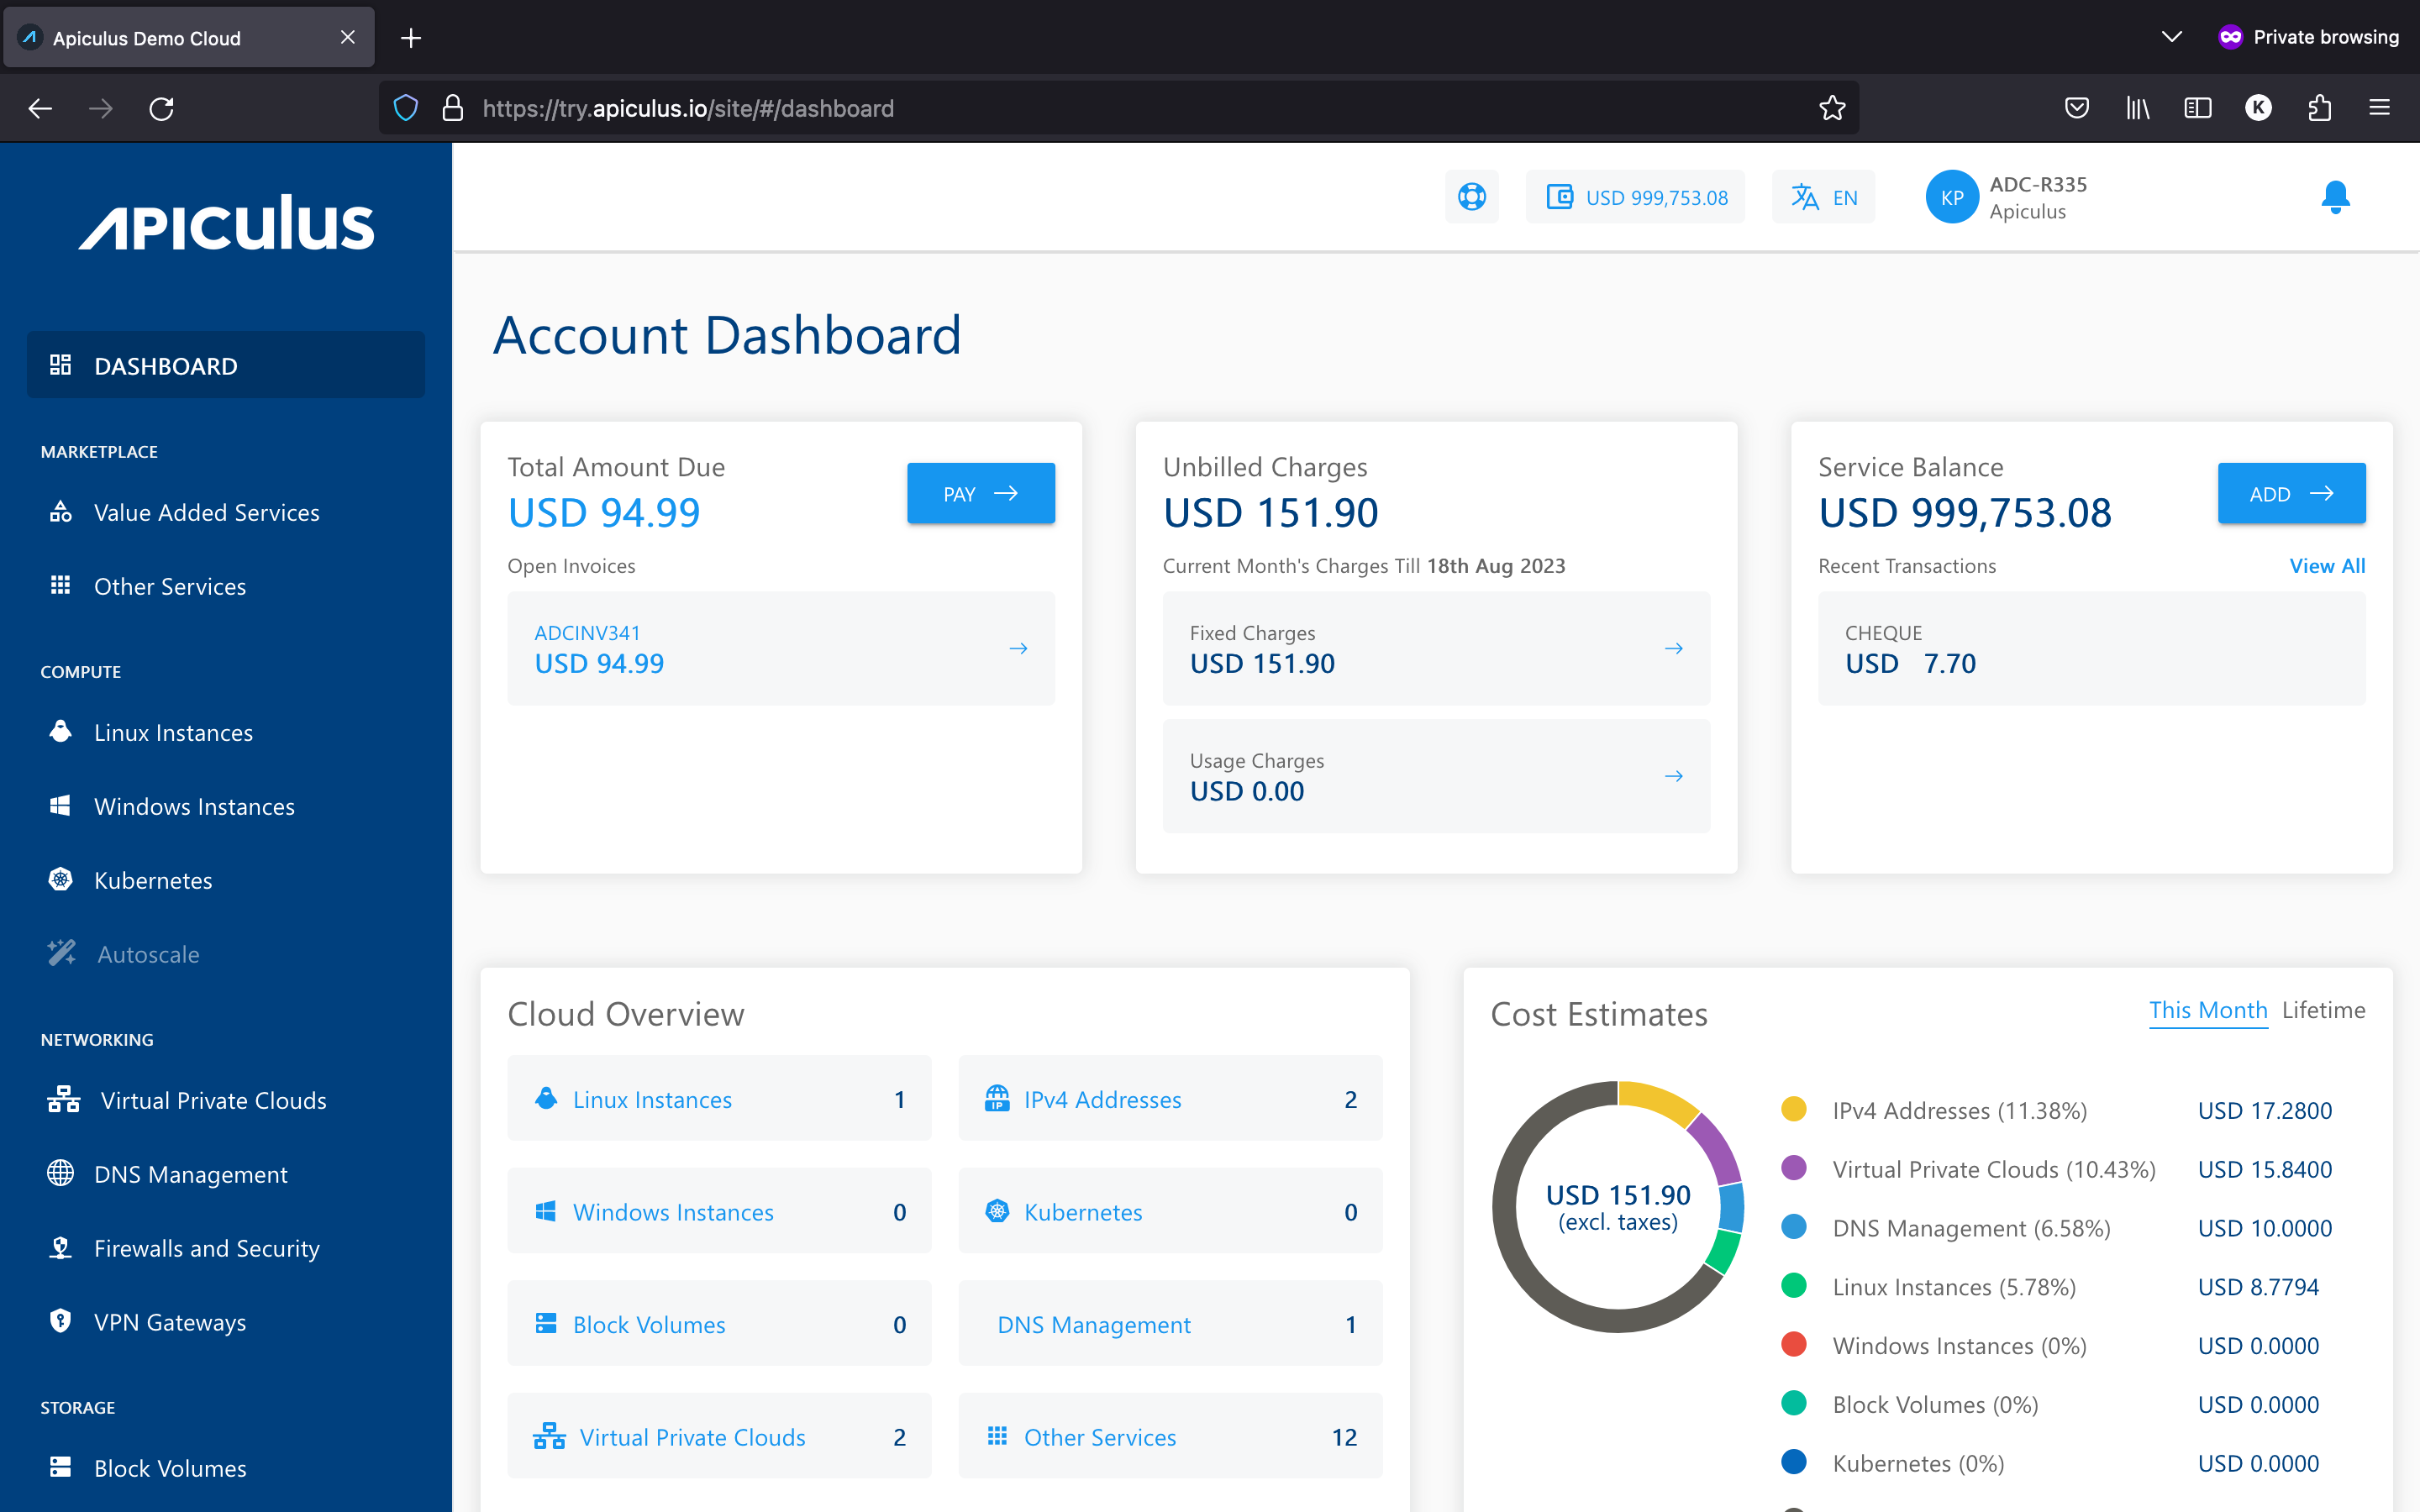 Apiculus Demo Cloud
Private browsing
https://try.apiculus.io/site/#/dashboard
K
APIculus
USD 999,753.08
EN
KP
ADC-R335
Apiculus
DASHBOARD
MARKETPLACE
Value Added Services
Other Services
COMPUTE
Linux Instances
Windows Instances
Kubernetes
Autoscale
NETWORKING
Virtual Private Clouds
DNS Management
Firewalls and Security
VPN Gateways
STORAGE
Block Volumes
Account Dashboard
Total Amount Due
USD 94.99
PAY
Open Invoices
ADCINV341
USD 94.99
Unbilled Charges
USD 151.90
Current Month's Charges Till 18th Aug 2023
Fixed Charges
USD 151.90
Usage Charges
USD 0.00
Service Balance
USD 999,753.08
ADD
Recent Transactions View All
CHEQUE
USD 7.70
Cloud Overview
Linux Instances 1
IPv4 Addresses 2
Windows Instances 0
Kubernetes 0
Block Volumes 0
DNS Management 1
Virtual Private Clouds 2
Other Services 12
Cost Estimates
This Month Lifetime
USD 151.90
(excl. taxes)
IPv4 Addresses (11.38%) USD 17.2800
Virtual Private Clouds (10.43%) USD 15.8400
DNS Management (6.58%) USD 10.0000
Linux Instances (5.78%) USD 8.7794
Windows Instances (0%) USD 0.0000
Block Volumes (0%) USD 0.0000
Kubernetes (0%) USD 0.0000